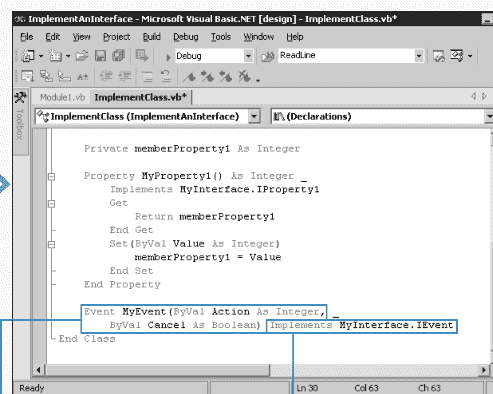 ImplementAnInterface - Microsoft Visual Basic.NET [design] - ImplementClass.vb*
File Edit View Project Build Debug Tools Window Help
Debug ReadLine
Module1.vb ImplementClass.vb*
Toolbox
ImplementClass (ImplementAnInterface) (Declarations)
Private memberProperty1 As Integer
Property MyProperty1() As Integer _
Implements MyInterface.IProperty1
Get
Return memberProperty1
End Get
Set(ByVal Value As Integer)
memberProperty1 = Value
End Set
End Property
Event MyEvent(ByVal Action As Integer, _
ByVal Cancel As Boolean) Implements MyInterface.IEvent
End Class
Ready Ln 30 Col 63 Ch 63